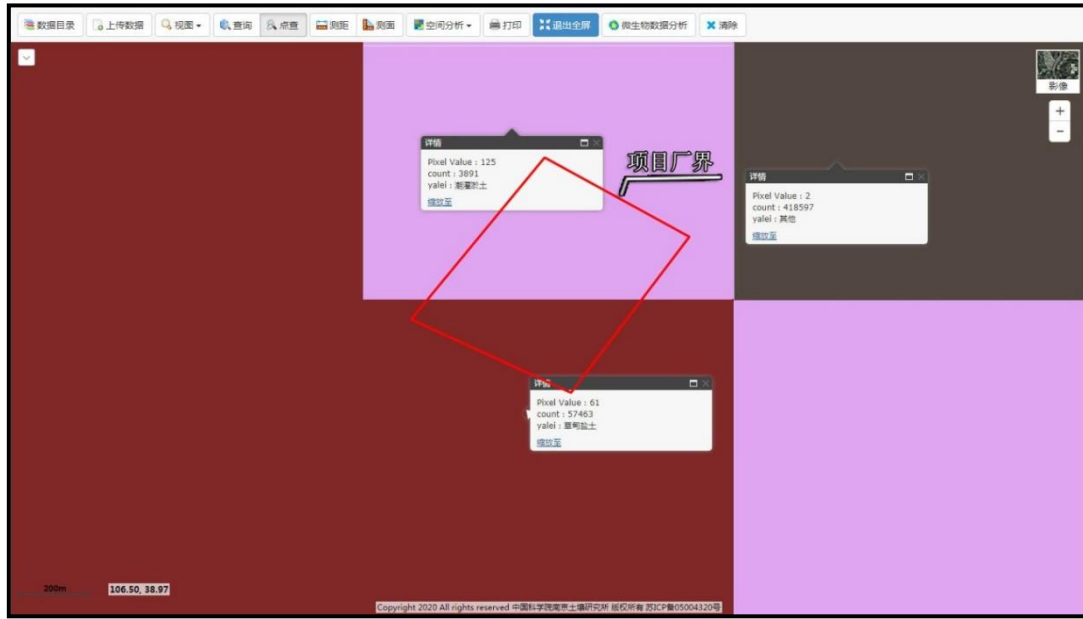 数据目录 上传数据 视图 查询 点查 测距 测面 空间分析 打印 退出全屏 微生物数据分析 清除
影像
+
−
详情
Pixel Value : 125
count : 3891
yalei : 潮灌淤土
缩放至
项目厂界
详情
Pixel Value : 2
count : 418597
yalei : 其他
缩放至
详情
Pixel Value : 61
count : 57463
yalei : 草甸盐土
缩放至
200m 106.50, 38.97
Copyright 2020 All rights reserved 中国科学院南京土壤研究所 版权所有 苏ICP备05004320号